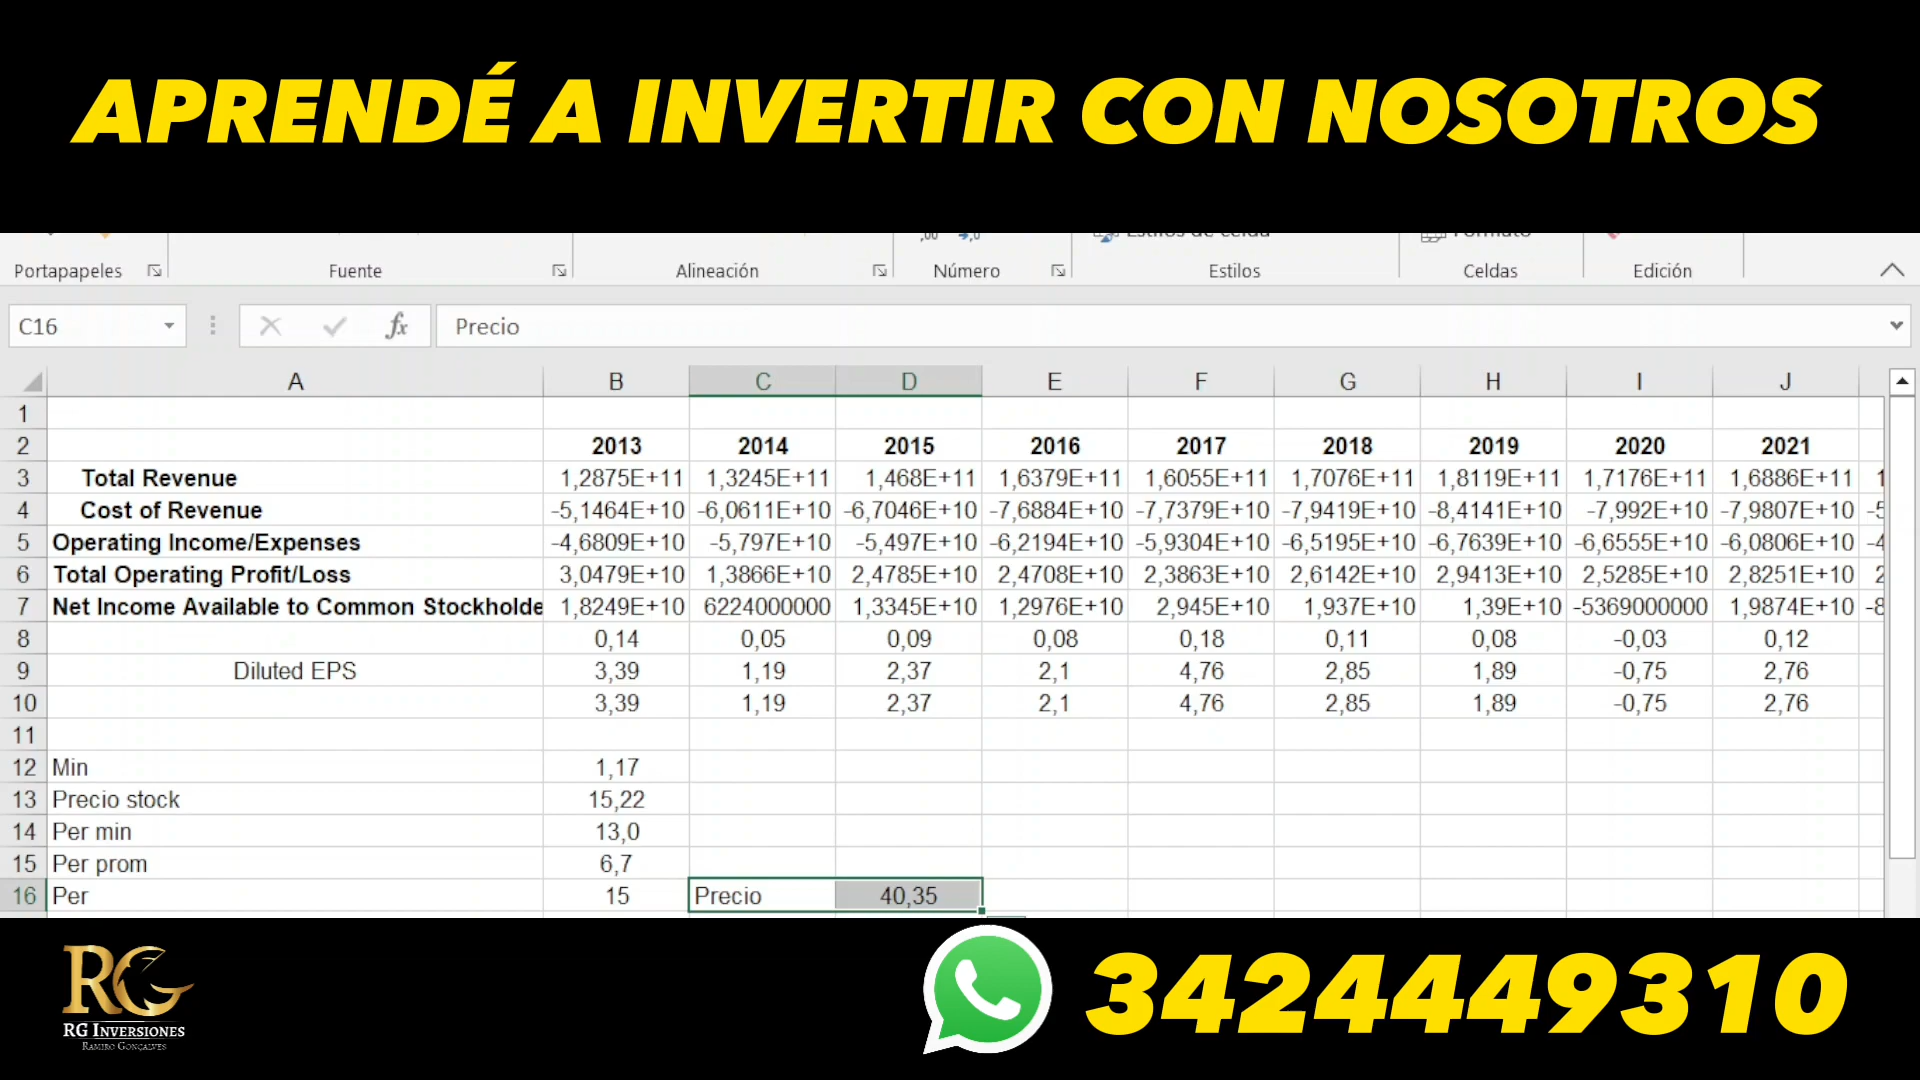 APRENDÉ A INVERTIR CON NOSOTROS
Portapapeles Fuente Alineación Número Estilos Celdas Edición
C16 fx Precio
A B C D E F G H I J
1
2 2013 2014 2015 2016 2017 2018 2019 2020 2021
3 Total Revenue 1,2875E+11 1,3245E+11 1,468E+11 1,6379E+11 1,6055E+11 1,7076E+11 1,8119E+11 1,7176E+11 1,6886E+11 1
4 Cost of Revenue -5,1464E+10 -6,0611E+10 -6,7046E+10 -7,6884E+10 -7,7379E+10 -7,9419E+10 -8,4141E+10 -7,992E+10 -7,9807E+10 -5
5 Operating Income/Expenses -4,6809E+10 -5,797E+10 -5,497E+10 -6,2194E+10 -5,9304E+10 -6,5195E+10 -6,7639E+10 -6,6555E+10 -6,0806E+10 -4
6 Total Operating Profit/Loss 3,0479E+10 1,3866E+10 2,4785E+10 2,4708E+10 2,3863E+10 2,6142E+10 2,9413E+10 2,5285E+10 2,8251E+10 2
7 Net Income Available to Common Stockholde 1,8249E+10 6224000000 1,3345E+10 1,2976E+10 2,945E+10 1,937E+10 1,39E+10 -5369000000 1,9874E+10 -8
8 0,14 0,05 0,09 0,08 0,18 0,11 0,08 -0,03 0,12
9 Diluted EPS 3,39 1,19 2,37 2,1 4,76 2,85 1,89 -0,75 2,76
10 3,39 1,19 2,37 2,1 4,76 2,85 1,89 -0,75 2,76
11
12 Min 1,17
13 Precio stock 15,22
14 Per min 13,0
15 Per prom 6,7
16 Per 15 Precio 40,35
RG
RG INVERSIONES
RAMIRO GONÇALVES
3424449310